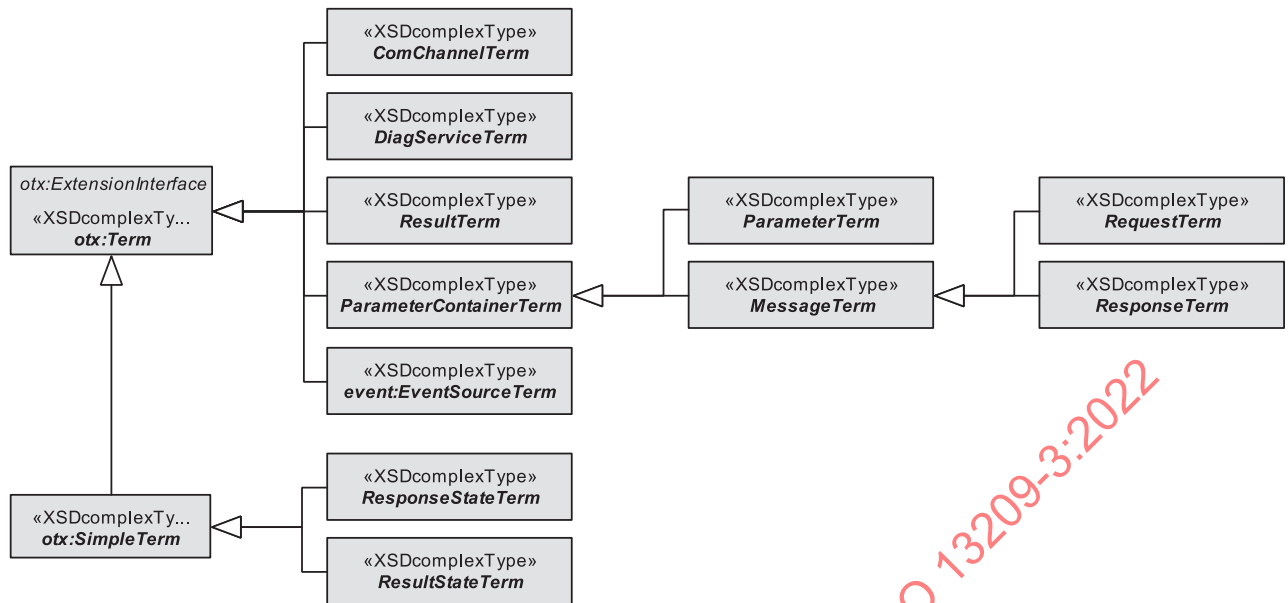 «XSDcomplexType»
ComChannelTerm
«XSDcomplexType»
DiagServiceTerm
otx:ExtensionInterface
«XSDcomplexTy...
otx:Term
«XSDcomplexType»
ResultTerm
«XSDcomplexType»
ParameterTerm
«XSDcomplexType»
RequestTerm
«XSDcomplexType»
ParameterContainerTerm
«XSDcomplexType»
MessageTerm
«XSDcomplexType»
ResponseTerm
«XSDcomplexType»
event:EventSourceTerm
«XSDcomplexType»
ResponseStateTerm
«XSDcomplexTy...
otx:SimpleTerm
«XSDcomplexType»
ResultStateTerm
O 13209-3:2022